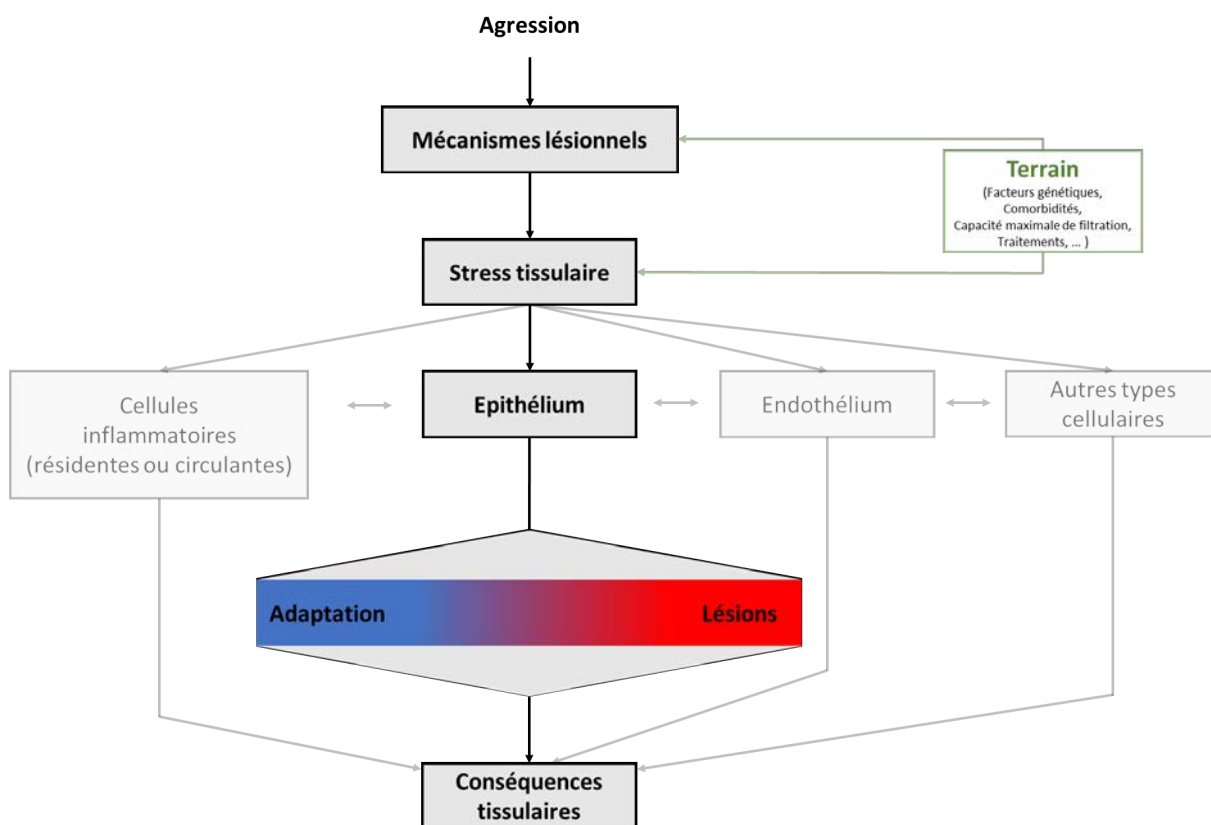 Agression
Mécanismes lésionnels
Terrain
(Facteurs génétiques,
Comorbidités,
Capacité maximale de filtration,
Traitements, ... )
Stress tissulaire
Cellules
inflammatoires
(résidentes ou circulantes)
Epithélium
Endothélium
Autres types
cellulaires
Adaptation
Lésions
Conséquences
tissulaires